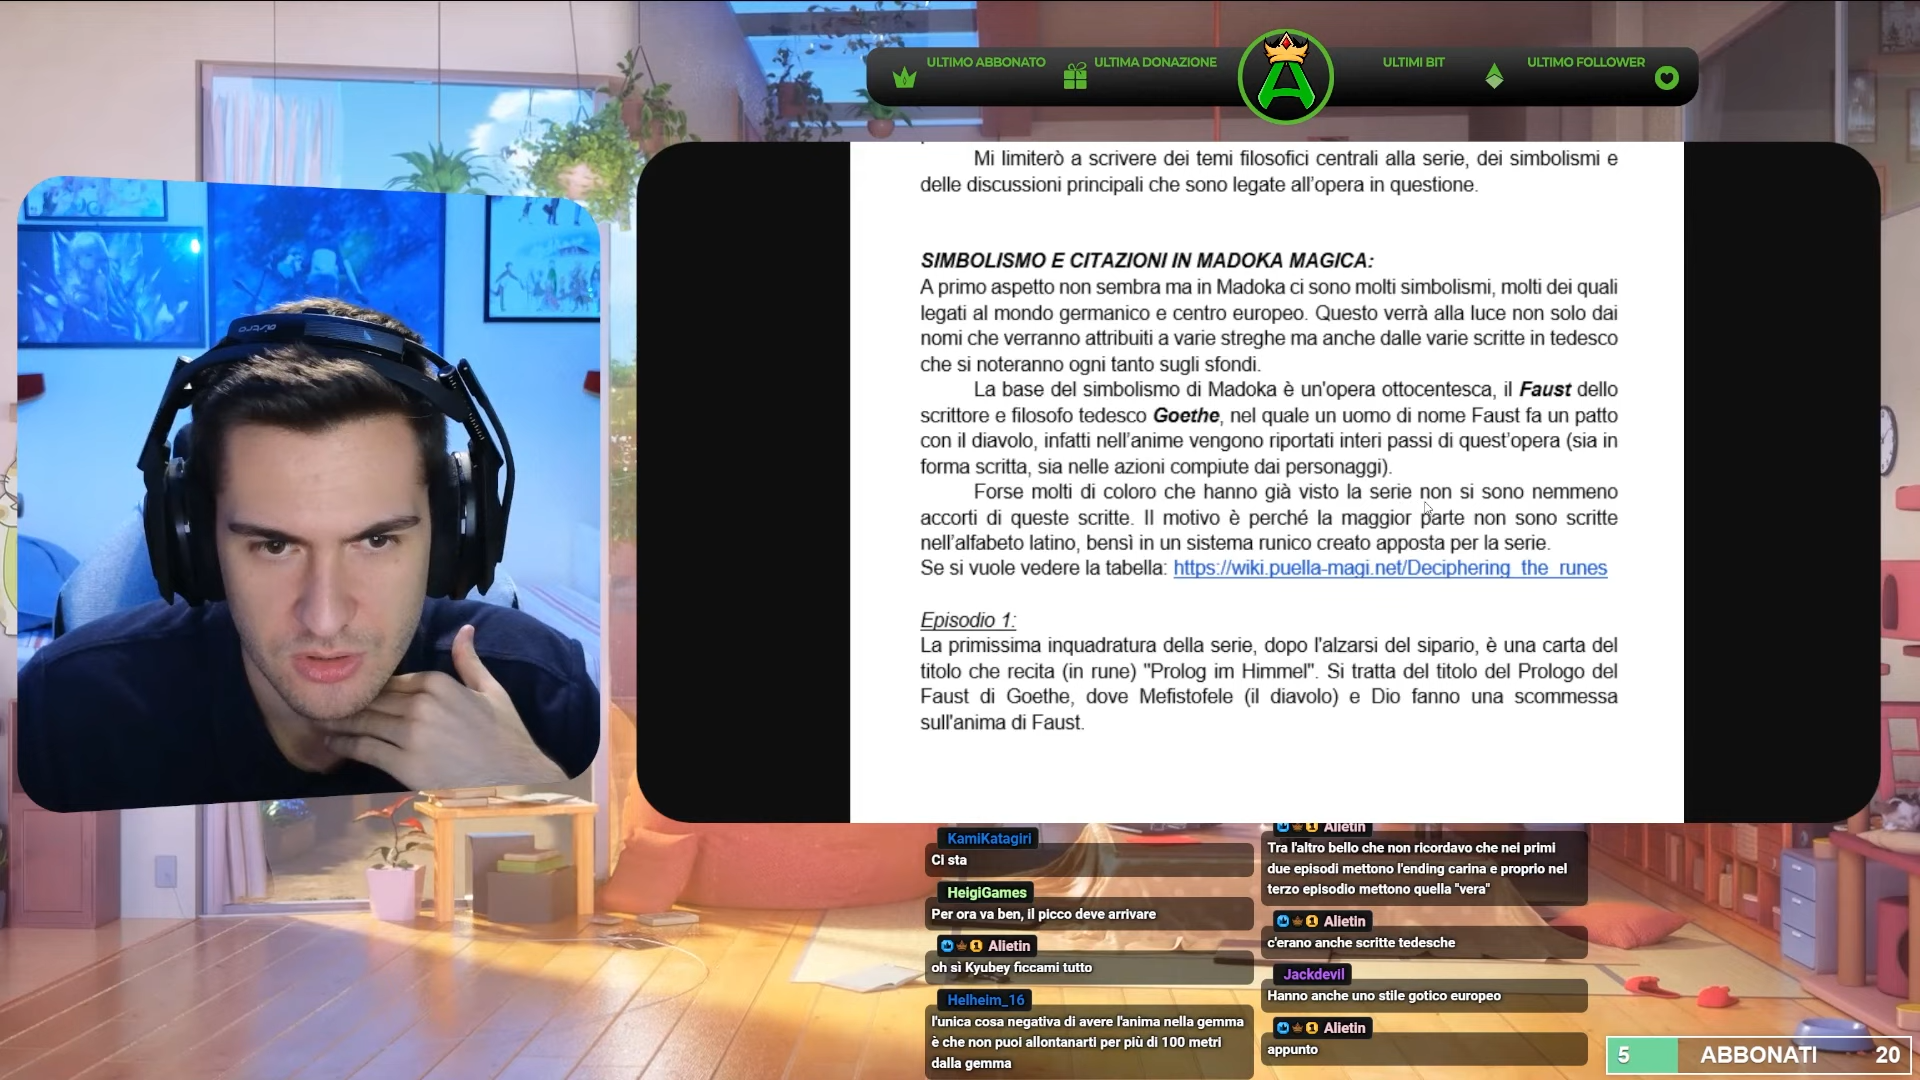 ULTIMO ABBONATO
ULTIMA DONAZIONE
ULTIMI BIT
ULTIMO FOLLOWER
Mi limiterò a scrivere dei temi filosofici centrali alla serie, dei simbolismi e
delle discussioni principali che sono legate all'opera in questione.
SIMBOLISMO E CITAZIONI IN MADOKA MAGICA:
A primo aspetto non sembra ma in Madoka ci sono molti simbolismi, molti dei quali
legati al mondo germanico e centro europeo. Questo verrà alla luce non solo dai
nomi che verranno attribuiti a varie streghe ma anche dalle varie scritte in tedesco
che si noteranno ogni tanto sugli sfondi.
La base del simbolismo di Madoka è un'opera ottocentesca, il Faust dello
scrittore e filosofo tedesco Goethe, nel quale un uomo di nome Faust fa un patto
con il diavolo, infatti nell'anime vengono riportati interi passi di quest'opera (sia in
forma scritta, sia nelle azioni compiute dai personaggi).
Forse molti di coloro che hanno già visto la serie non si sono nemmeno
accorti di queste scritte. Il motivo è perché la maggior parte non sono scritte
nell'alfabeto latino, bensì in un sistema runico creato apposta per la serie.
Se si vuole vedere la tabella: https://wiki.puella-magi.net/Deciphering_the_runes
Episodio 1:
La primissima inquadratura della serie, dopo l'alzarsi del sipario, è una carta del
titolo che recita (in rune) "Prolog im Himmel". Si tratta del titolo del Prologo del
Faust di Goethe, dove Mefistofele (il diavolo) e Dio fanno una scommessa
sull'anima di Faust.
KamiKatagiri
Ci sta
HeigiGames
Per ora va ben, il picco deve arrivare
Alietin
oh sì Kyubey ficcami tutto
Helheim_16
l'unica cosa negativa di avere l'anima nella gemma
è che non puoi allontanarti per più di 100 metri
dalla gemma
Alietin
Tra l'altro bello che non ricordavo che nei primi
due episodi mettono l'ending carina e proprio nel
terzo episodio mettono quella "vera"
Alietin
c'erano anche scritte tedesche
Jackdevil
Hanno anche uno stile gotico europeo
Alietin
appunto
5 ABBONATI 20